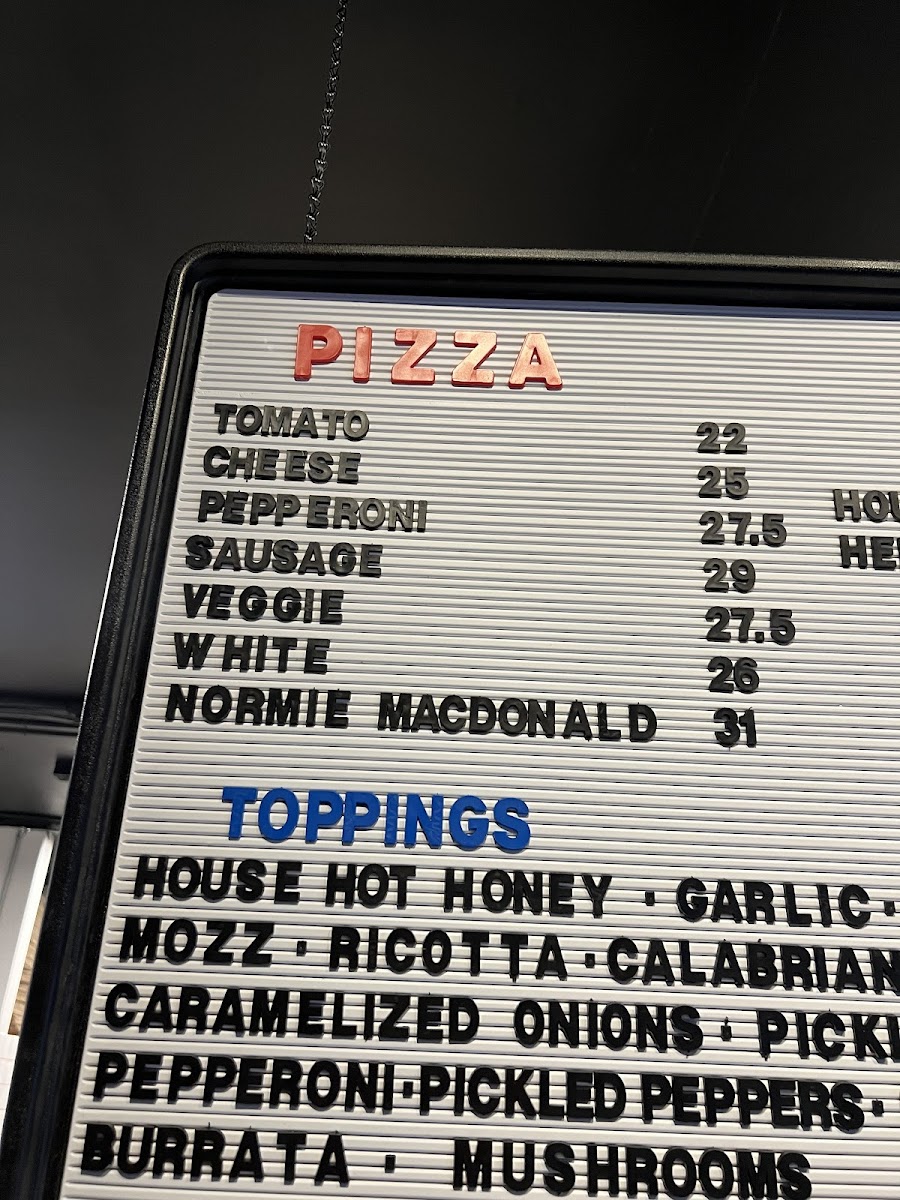 PIZZA
TOMATO 22
CHEESE 25
PEPPERONI 27.5
SAUSAGE 29
VEGGIE 27.5
WHITE 26
NORMIE MACDONALD 31
TOPPINGS
HOUSE HOT HONEY · GARLIC ·
MOZZ · RICOTTA · CALABRIAN
CARAMELIZED ONIONS ·
PEPPERONI · PICKLED PEPPERS ·
BURRATA · MUSHROOMS